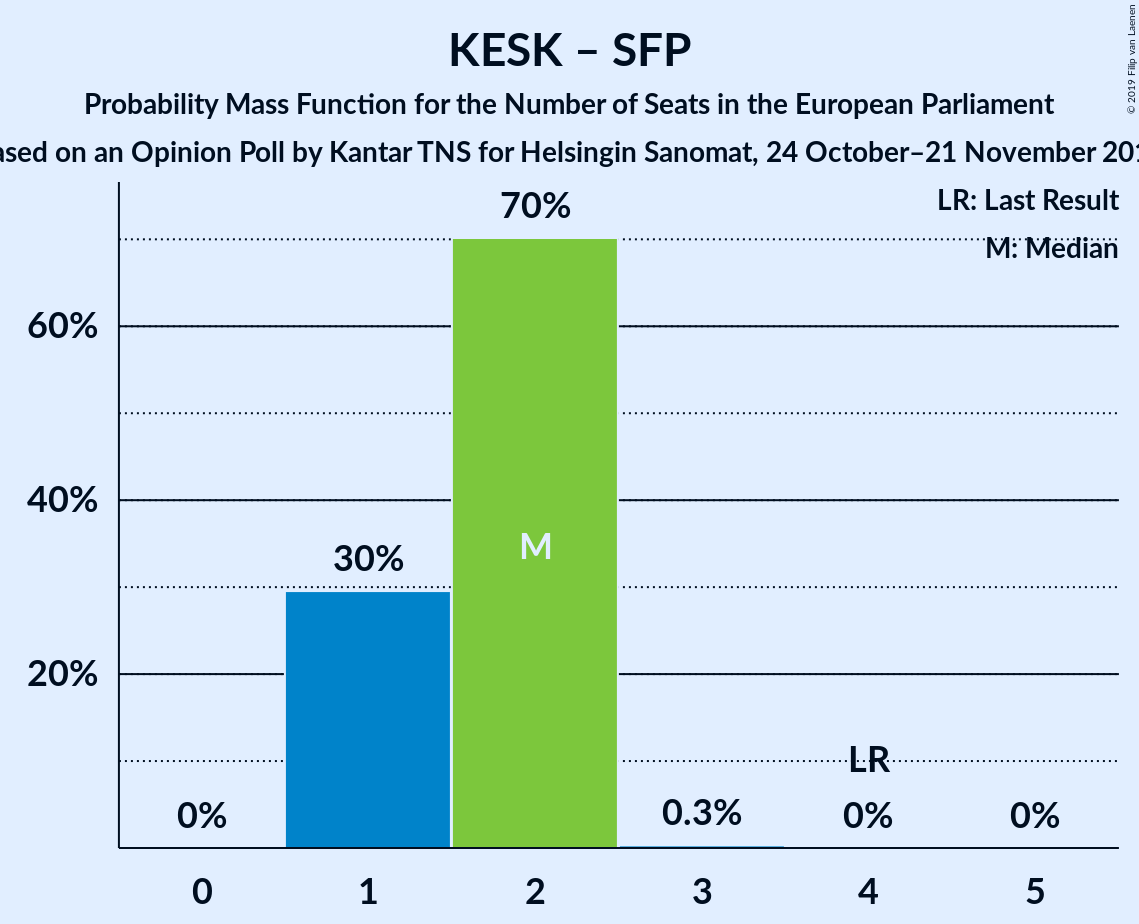 KESK – SFP
Probability Mass Function for the Number of Seats in the European Parliament
ased on an Opinion Poll by Kantar TNS for Helsingin Sanomat, 24 October–21 November 201
© 2019 Filip van Laenen
LR: Last Result
M: Median
70%
60%
40%
30%
M
20%
LR
0%
0.3%
0%
0%
0
1
2
3
4
5